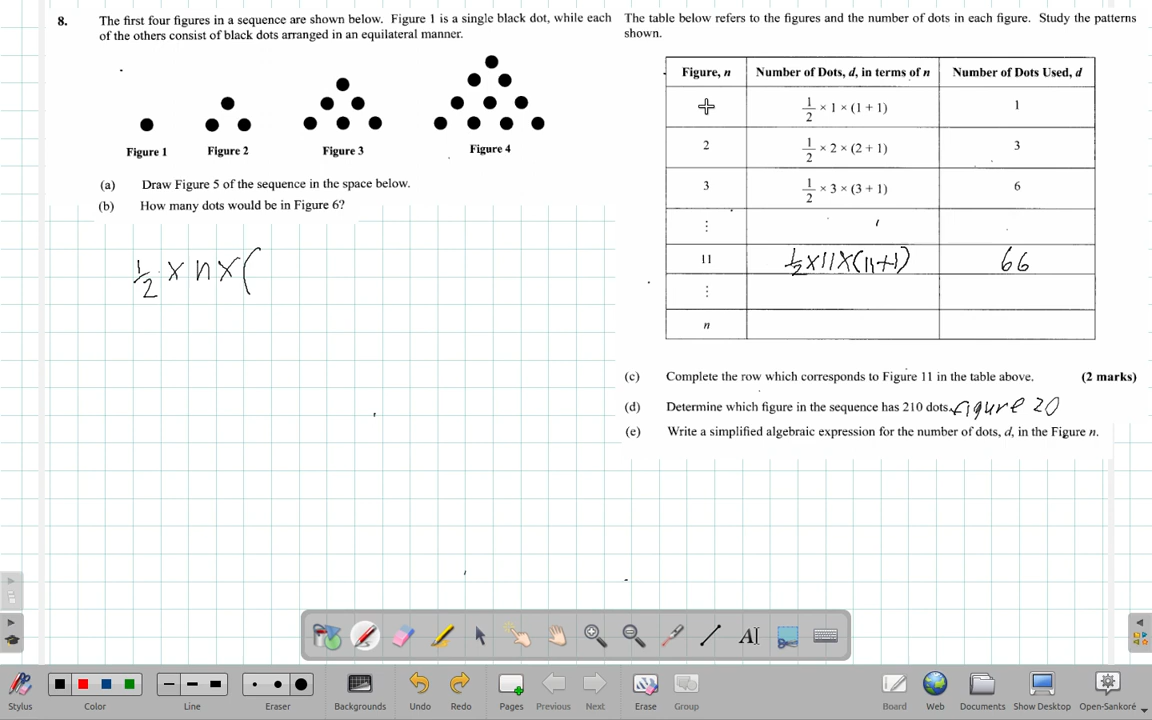 8. The first four figures in a sequence are shown below. Figure 1 is a single black dot, while each
of the others consist of black dots arranged in an equilateral manner.
Figure 1 Figure 2 Figure 3 Figure 4
(a) Draw Figure 5 of the sequence in the space below.
(b) How many dots would be in Figure 6?
½ × n × (
The table below refers to the figures and the number of dots in each figure. Study the patterns
shown.
Figure, n Number of Dots, d, in terms of n Number of Dots Used, d
½ × 1 × (1 + 1) 1
2 ½ × 2 × (2 + 1) 3
3 ½ × 3 × (3 + 1) 6
⋮
11 ½ × 11 × (11+1) 66
⋮
n
(c) Complete the row which corresponds to Figure 11 in the table above. (2 marks)
(d) Determine which figure in the sequence has 210 dots. figure 20
(e) Write a simplified algebraic expression for the number of dots, d, in the Figure n.
AI
Stylus Color Line Eraser Backgrounds Undo Redo Pages Previous Next Erase Group Board Web Documents Show Desktop Open-Sankoré